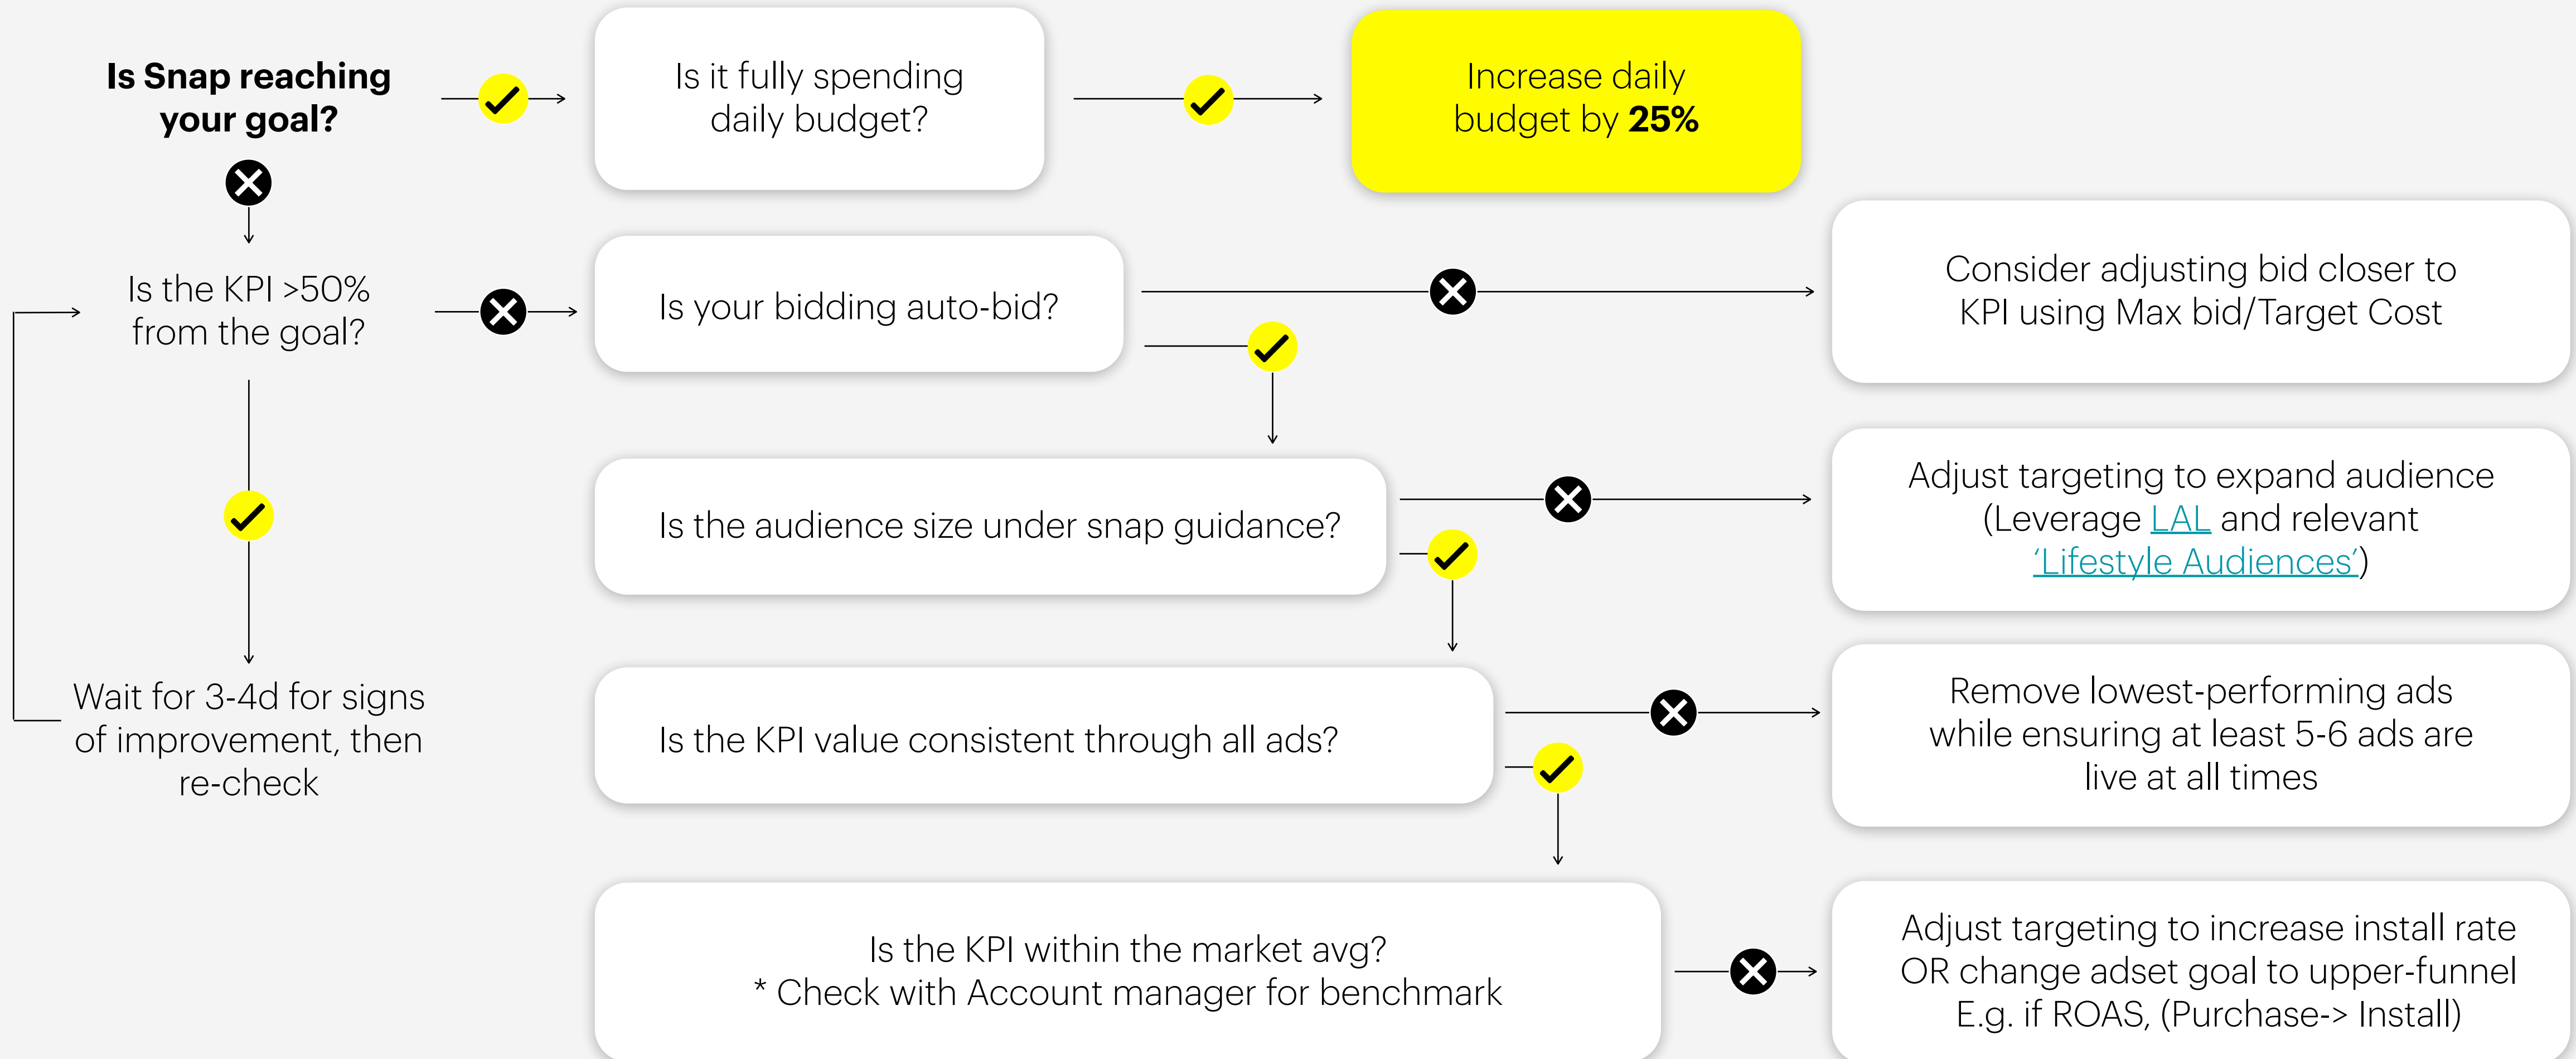 Is Snap reaching
your goal?
Is it fully spending
daily budget?
Increase daily
budget by 25%
Is the KPI >50%
from the goal?
Is your bidding auto-bid?
Consider adjusting bid closer to
KPI using Max bid/Target Cost
Is the audience size under snap guidance?
Adjust targeting to expand audience
(Leverage LAL and relevant
‘Lifestyle Audiences’)
Wait for 3-4d for signs
of improvement, then
re-check
Is the KPI value consistent through all ads?
Remove lowest-performing ads
while ensuring at least 5-6 ads are
live at all times
Is the KPI within the market avg?
* Check with Account manager for benchmark
Adjust targeting to increase install rate
OR change adset goal to upper-funnel
E.g. if ROAS, (Purchase-> Install)